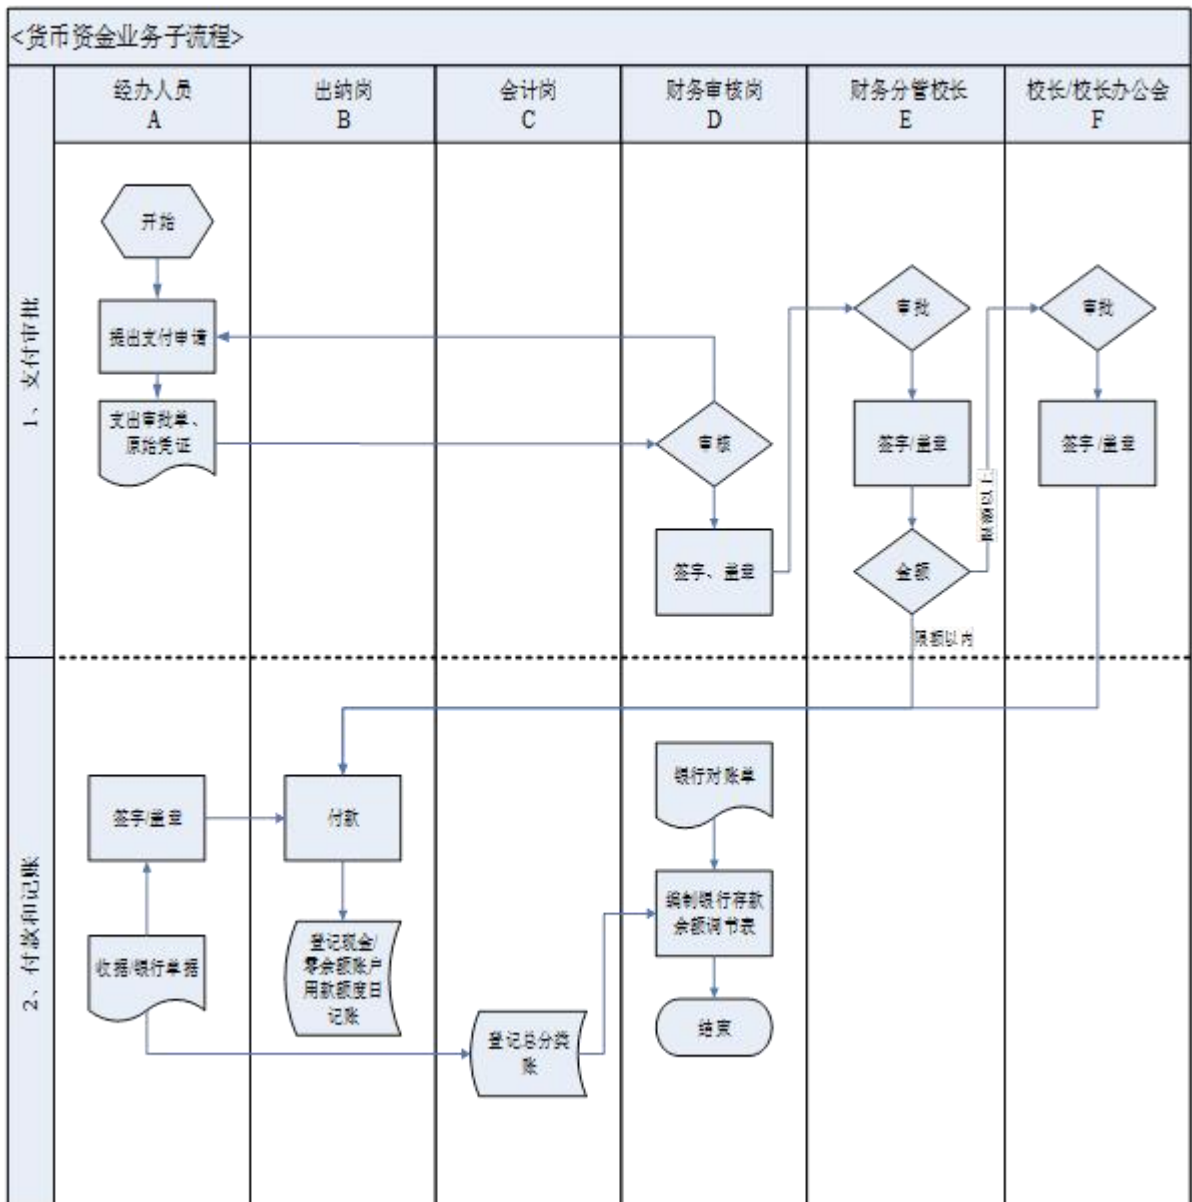 <货币资金业务子流程>
经办人员
A
出纳岗
B
会计岗
C
财务审核岗
D
财务分管校长
E
校长/校长办公会
F
1、支付审批
开始
提出支付申请
支出审批单、
原始凭证
审核
签字、盖章
审批
签字/盖章
金额
限额以上
限额以内
审批
签字/盖章
2、付款和记账
签字/盖章
收据/银行单据
付款
登记现金/
零余额账户
用款额度日
记账
登记总分类
账
银行对账单
编制银行存款
余额调节表
结束